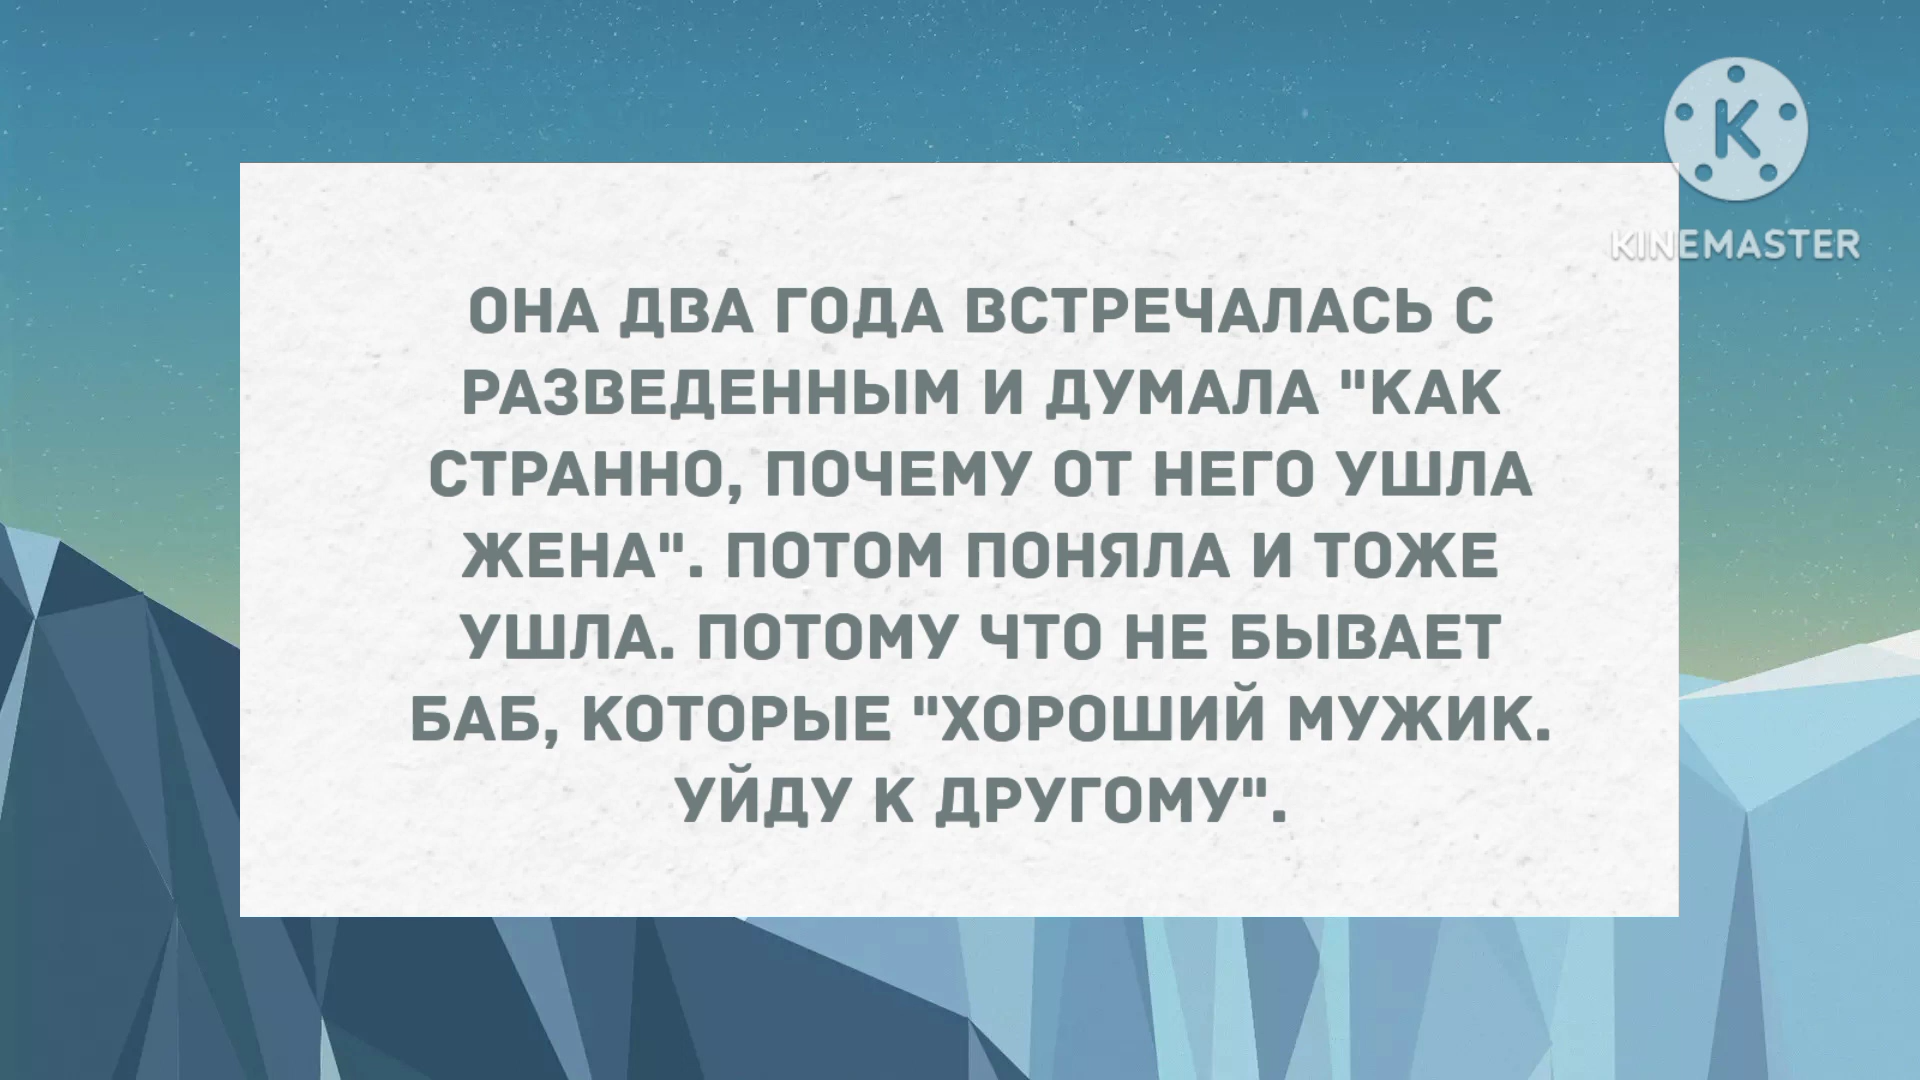 K
KINEMASTER
ОНА ДВА ГОДА ВСТРЕЧАЛАСЬ С
РАЗВЕДЕННЫМ И ДУМАЛА "КАК
СТРАННО, ПОЧЕМУ ОТ НЕГО УШЛА
ЖЕНА". ПОТОМ ПОНЯЛА И ТОЖЕ
УШЛА. ПОТОМУ ЧТО НЕ БЫВАЕТ
БАБ, КОТОРЫЕ "ХОРОШИЙ МУЖИК.
УЙДУ К ДРУГОМУ".